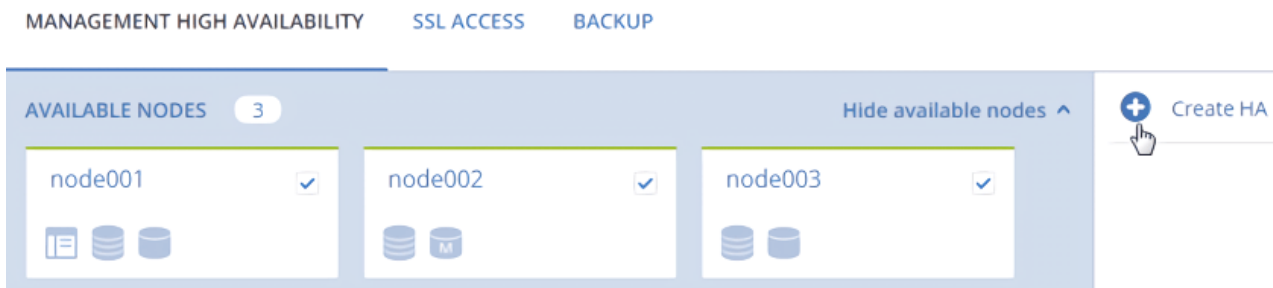 MANAGEMENT HIGH AVAILABILITY SSL ACCESS BACKUP
AVAILABLE NODES 3 Hide available nodes Create HA
node001 node002 node003
M